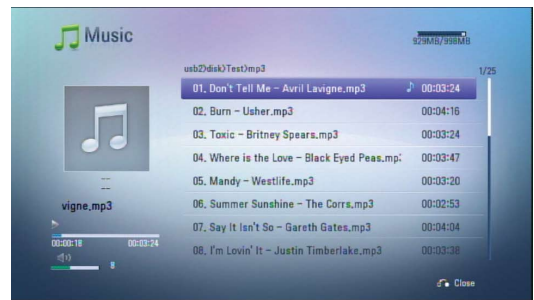 Music
929MB/998MB
usb2>disk>Test>mp3
1/25
01. Don't Tell Me - Avril Lavigne.mp3 00:03:24
02. Burn - Usher.mp3 00:04:16
03. Toxic - Britney Spears.mp3 00:03:24
04. Where is the Love - Black Eyed Peas.mp: 00:03:47
05. Mandy - Westlife.mp3 00:03:20
06. Summer Sunshine - The Corrs.mp3 00:02:53
07. Say It Isn't So - Gareth Gates.mp3 00:04:04
08. I'm Lovin' It - Justin Timberlake.mp3 00:03:38
--
--
vigne.mp3
00:00:18 00:03:24
8
Close